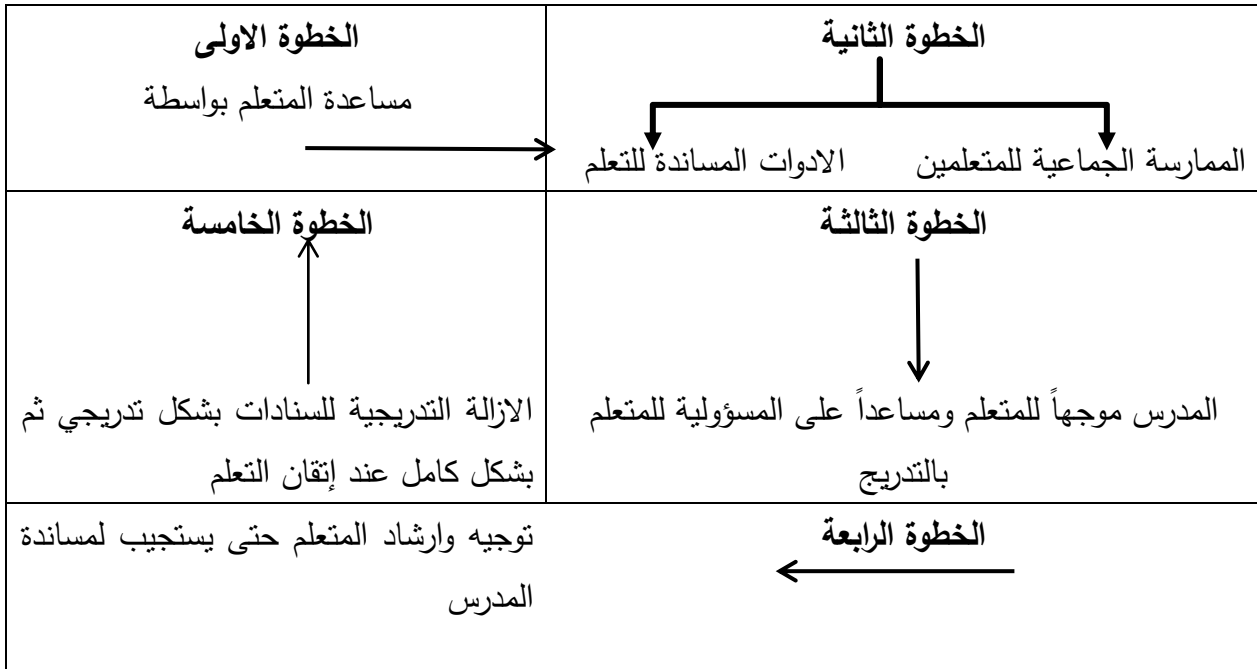 الخطوة الاولى
مساعدة المتعلم بواسطة
الخطوة الثانية
الممارسة الجماعية للمتعلمين الادوات المساندة للتعلم
الخطوة الثالثة
المدرس موجهاً للمتعلم ومساعداً على المسؤولية للمتعلم
بالتدريج
الخطوة الخامسة
الازالة التدريجية للسنادات بشكل تدريجي ثم
بشكل كامل عند إتقان التعلم
الخطوة الرابعة
توجيه وارشاد المتعلم حتى يستجيب لمساندة
المدرس